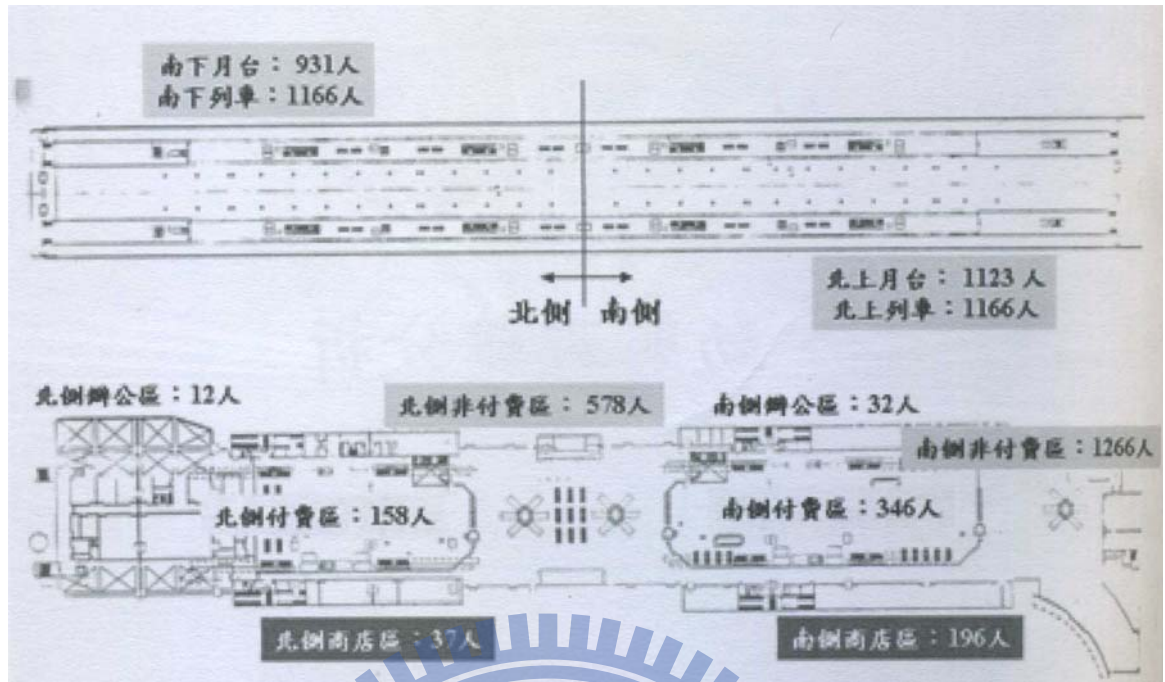 南下月台：931人
南下列車：1166人
北側 南側
北上月台：1123人
北上列車：1166人
北側辦公區：12人
北側非付費區：578人
南側辦公區：32人
南側非付費區：1266人
北側付費區：158人
南側付費區：346人
北側商店區：37人
南側商店區：196人